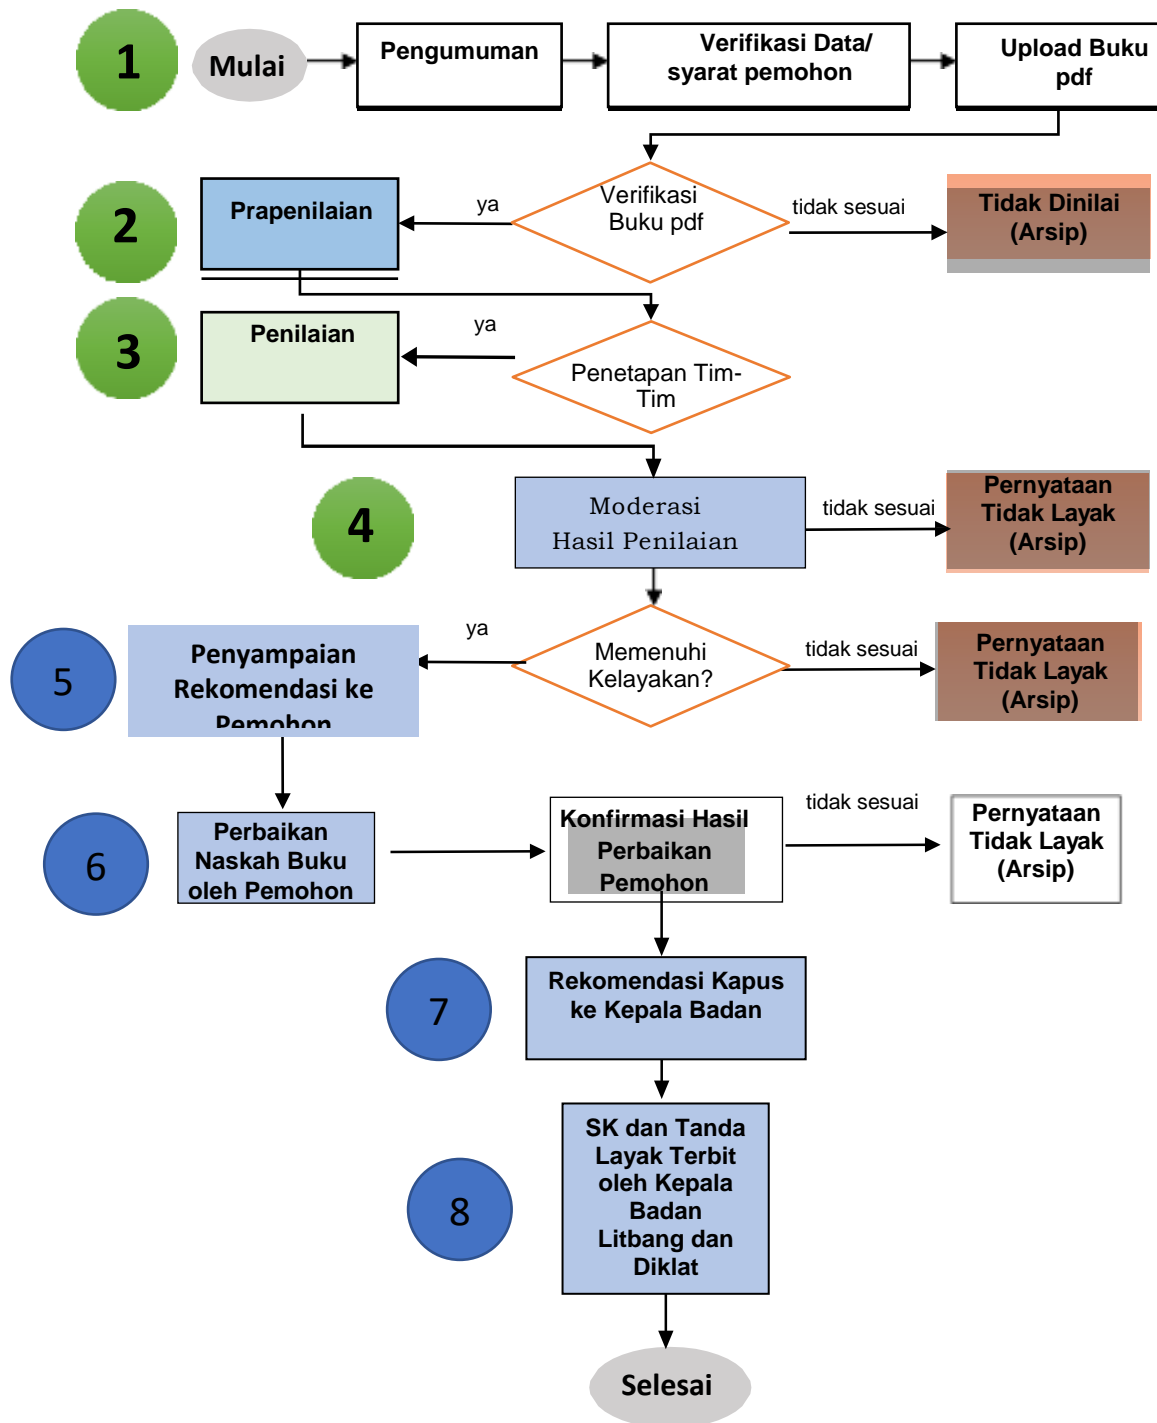 1
Mulai
Pengumuman
Verifikasi Data/
syarat pemohon
Upload Buku
pdf
2
Prapenilaian
ya
Verifikasi
Buku pdf
tidak sesuai
Tidak Dinilai
(Arsip)
3
Penilaian
ya
Penetapan Tim-
Tim
4
Moderasi
Hasil Penilaian
tidak sesuai
Pernyataan
Tidak Layak
(Arsip)
5
Penyampaian
Rekomendasi ke
Pemohon
ya
Memenuhi
Kelayakan?
tidak sesuai
Pernyataan
Tidak Layak
(Arsip)
6
Perbaikan
Naskah Buku
oleh Pemohon
Konfirmasi Hasil
Perbaikan
Pemohon
tidak sesuai
Pernyataan
Tidak Layak
(Arsip)
7
Rekomendasi Kapus
ke Kepala Badan
8
SK dan Tanda
Layak Terbit
oleh Kepala
Badan
Litbang dan
Diklat
Selesai